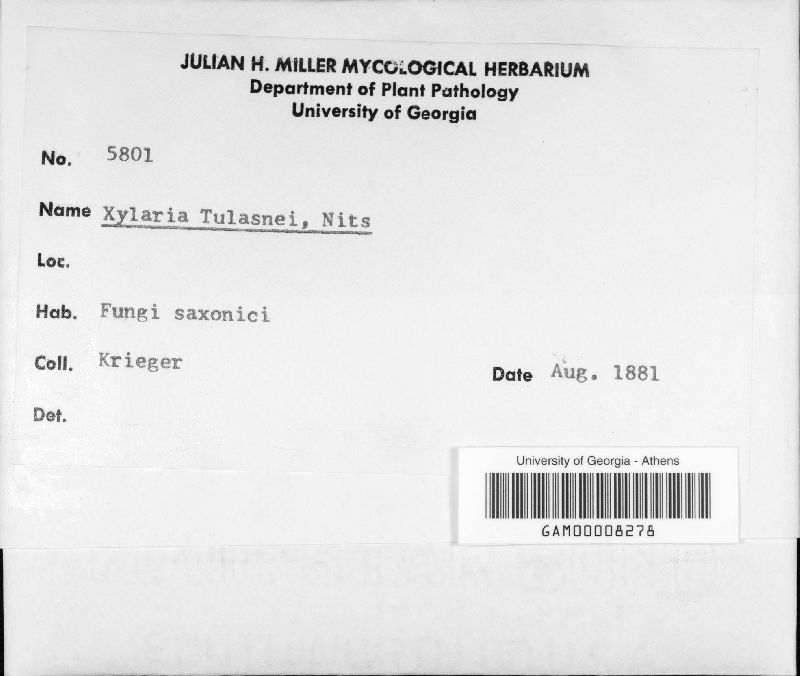 JULIAN H. MILLER MYCOLOGICAL HERBARIUM
Department of Plant Pathology
University of Georgia
No. 5801
Name Xylaria Tulasnei, Nits
Loc.
Hab. Fungi saxonici
Coll. Krieger
Date Aug. 1881
Det.
University of Georgia - Athens
GAM00008278